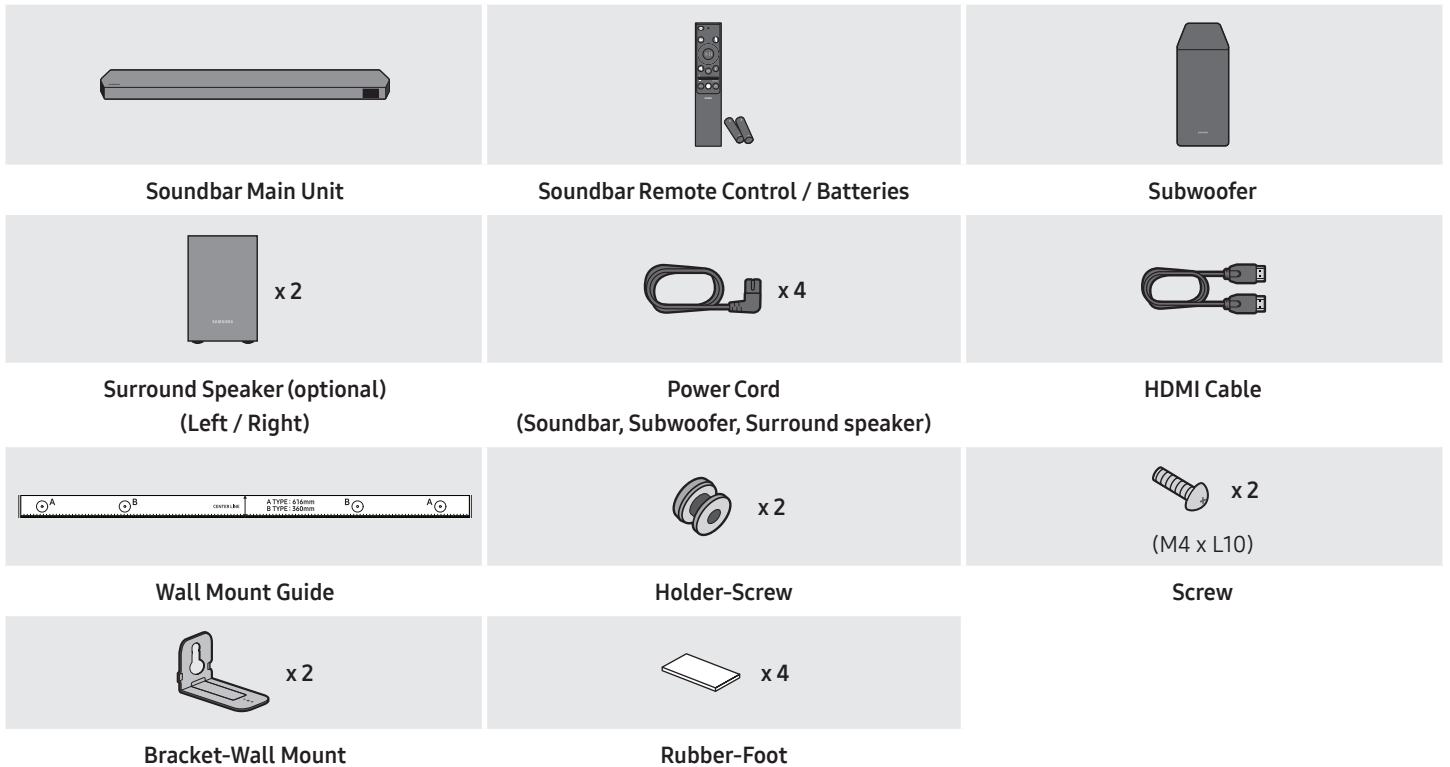 Soundbar Main Unit
Soundbar Remote Control / Batteries
Subwoofer
SAMSUNG
x 2
x 4
Surround Speaker (optional)
(Left / Right)
Power Cord
(Soundbar, Subwoofer, Surround speaker)
HDMI Cable
A
B
CENTER LINE
A TYPE : 616mm
B TYPE : 360mm
B
A
x 2
x 2
(M4 x L10)
Wall Mount Guide
Holder-Screw
Screw
x 2
x 4
Bracket-Wall Mount
Rubber-Foot